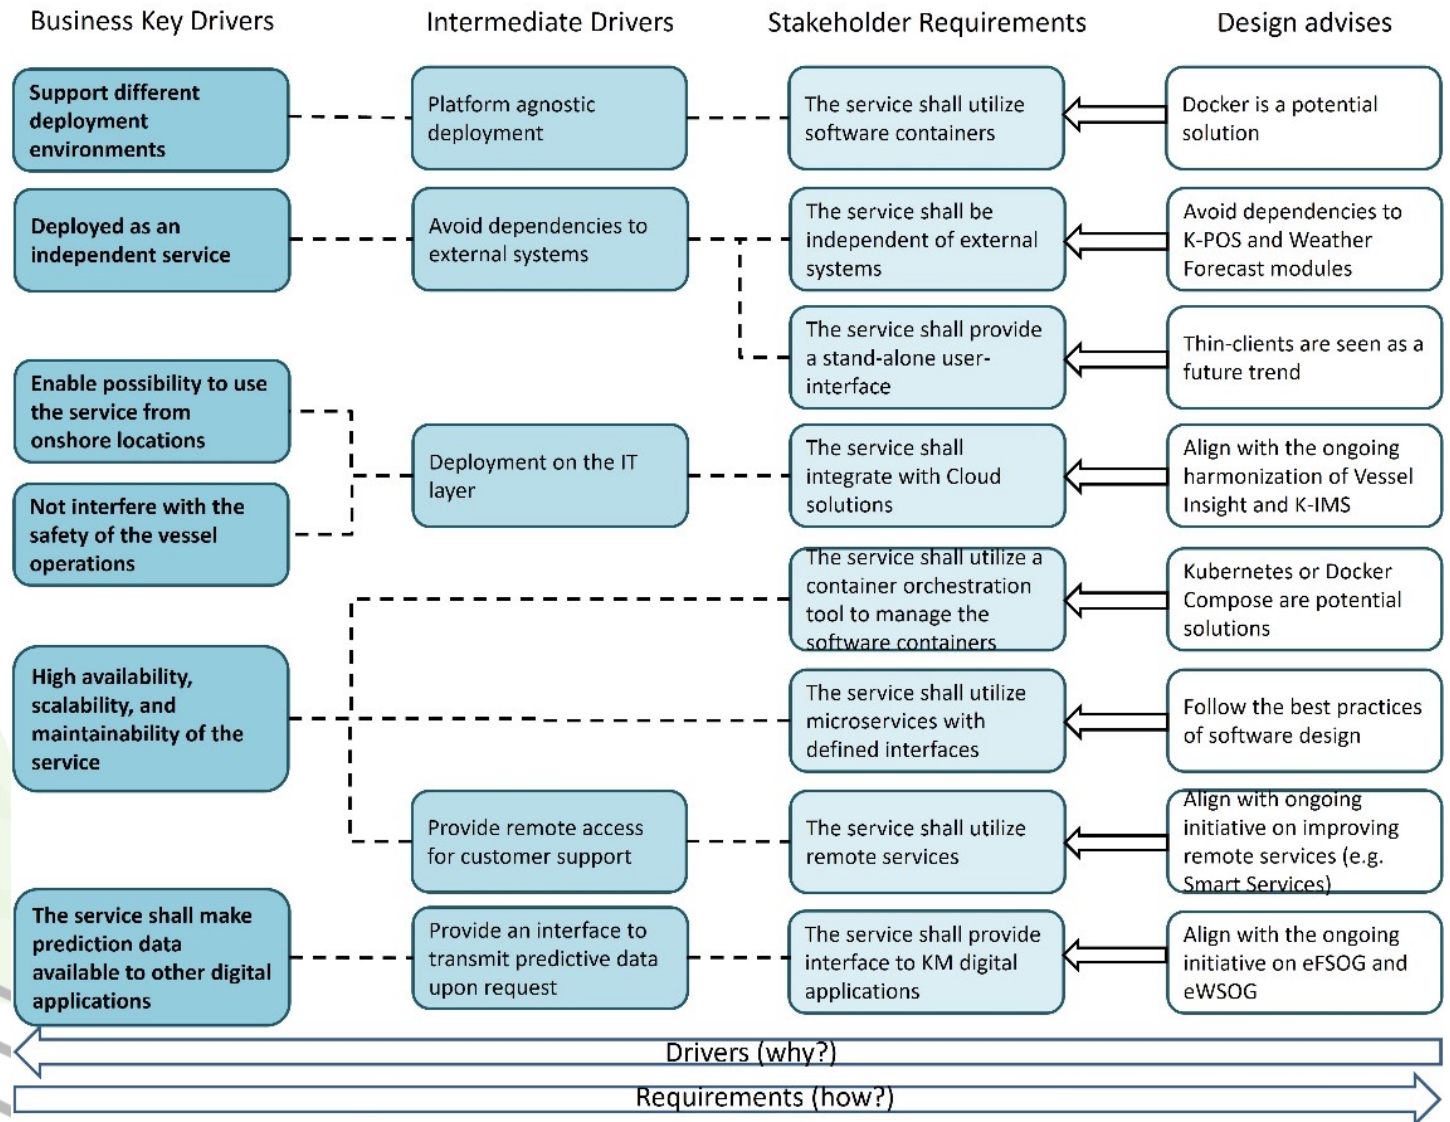 Business Key Drivers
Intermediate Drivers
Stakeholder Requirements
Design advises
Support different
deployment
environments
Platform agnostic
deployment
The service shall utilize
software containers
Docker is a potential
solution
Deployed as an
independent service
Avoid dependencies to
external systems
The service shall be
independent of external
systems
Avoid dependencies to
K-POS and Weather
Forecast modules
The service shall provide
a stand-alone user-
interface
Thin-clients are seen as a
future trend
Enable possibility to use
the service from
onshore locations
Not interfere with the
safety of the vessel
operations
Deployment on the IT
layer
The service shall
integrate with Cloud
solutions
Align with the ongoing
harmonization of Vessel
Insight and K-IMS
The service shall utilize a
container orchestration
tool to manage the
software containers
Kubernetes or Docker
Compose are potential
solutions
High availability,
scalability, and
maintainability of the
service
The service shall utilize
microservices with
defined interfaces
Follow the best practices
of software design
Provide remote access
for customer support
The service shall utilize
remote services
Align with ongoing
initiative on improving
remote services (e.g.
Smart Services)
The service shall make
prediction data
available to other digital
applications
Provide an interface to
transmit predictive data
upon request
The service shall provide
interface to KM digital
applications
Align with the ongoing
initiative on eFSOG and
eWSOG
Drivers (why?)
Requirements (how?)